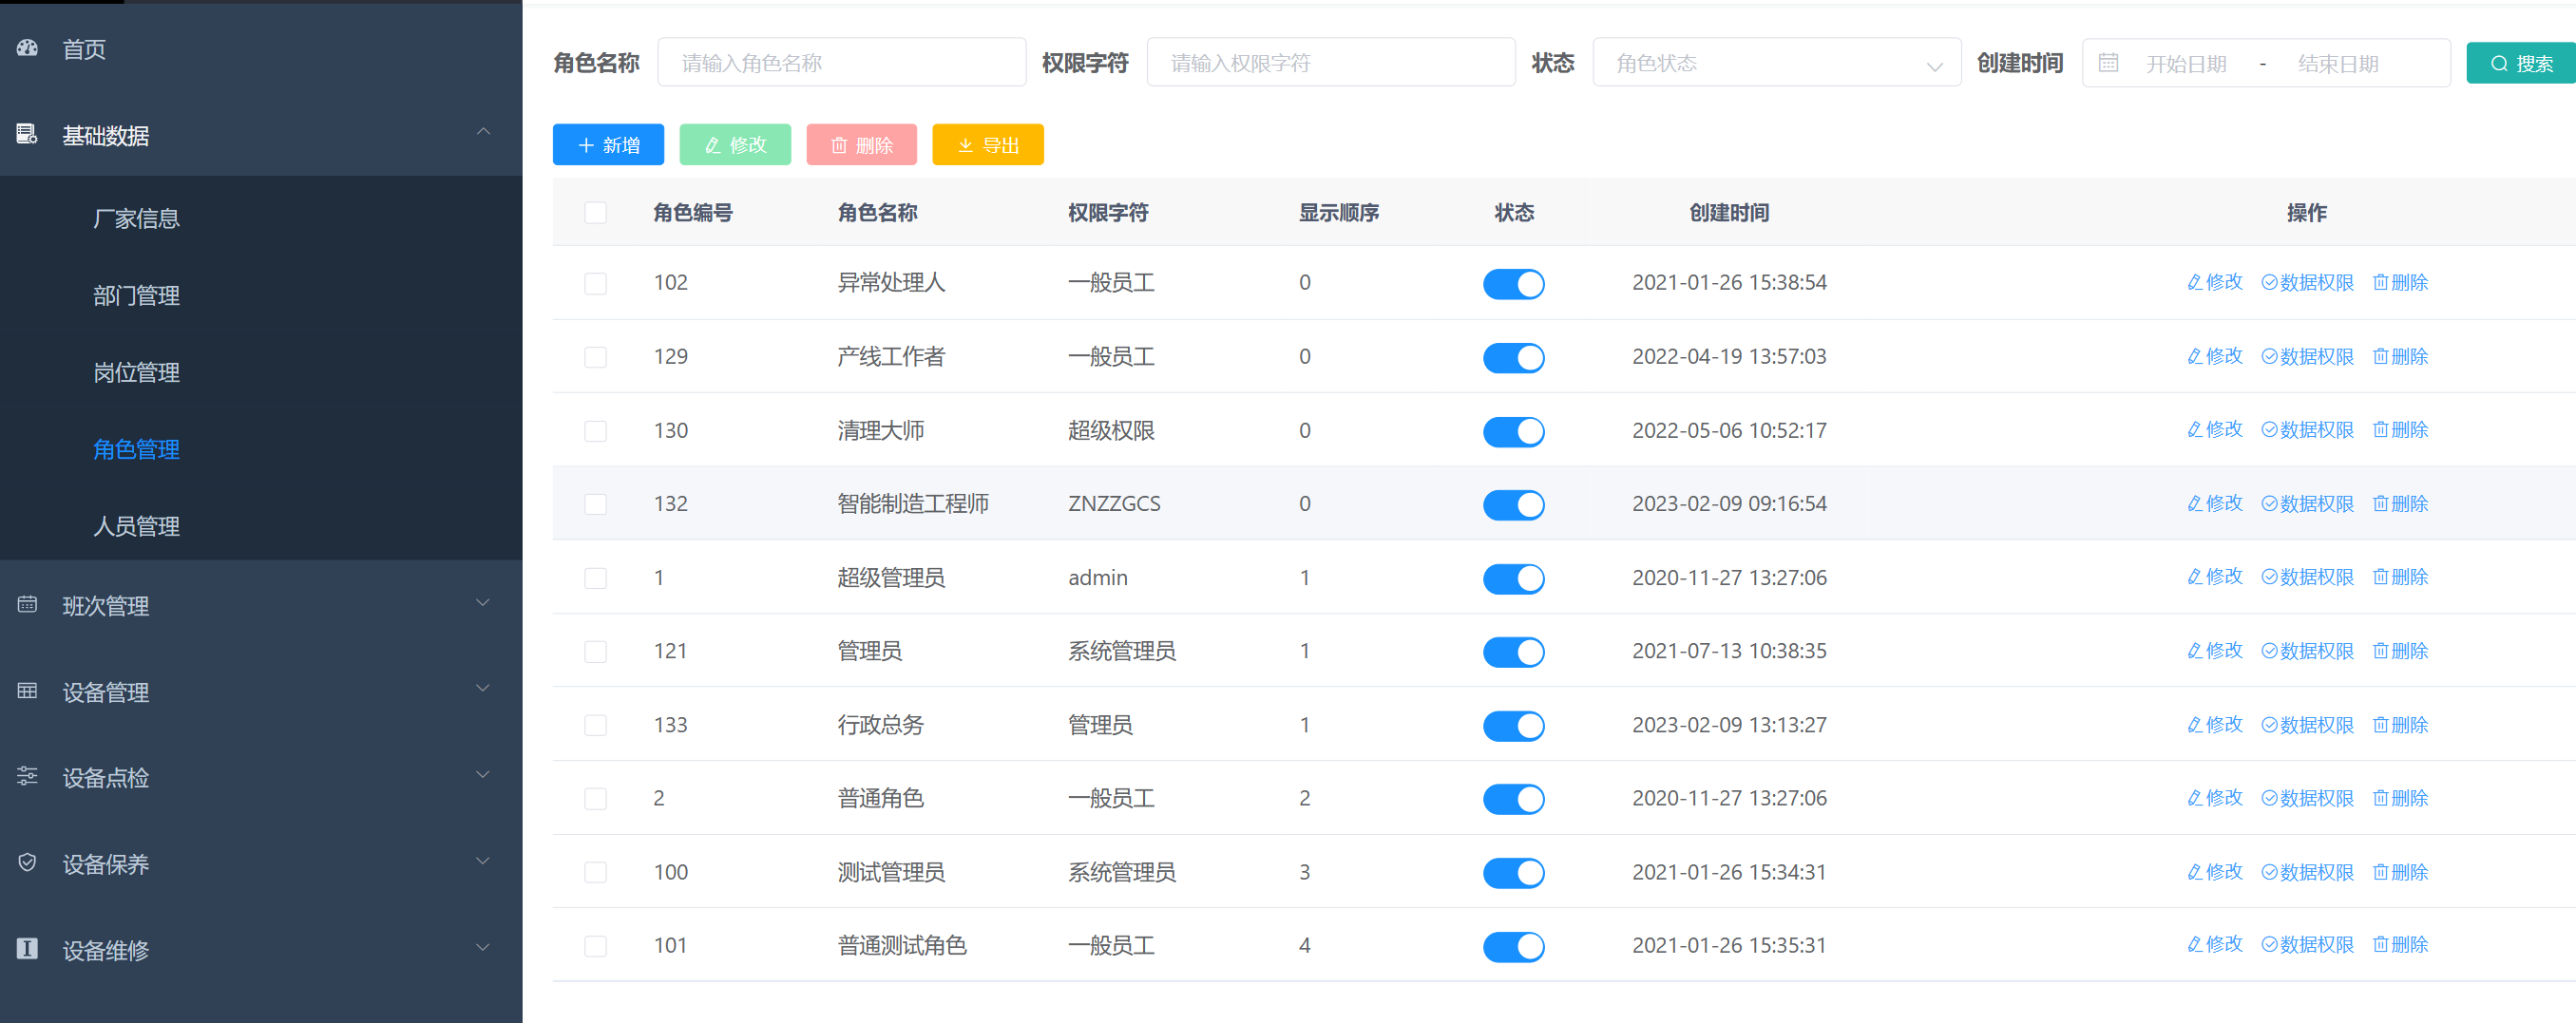 首页
基础数据
厂家信息
部门管理
岗位管理
角色管理
人员管理
班次管理
设备管理
设备点检
设备保养
设备维修
角色名称 请输入角色名称 权限字符 请输入权限字符 状态 角色状态 创建时间 开始日期 - 结束日期 搜索
新增 修改 删除 导出
角色编号 角色名称 权限字符 显示顺序 状态 创建时间 操作
102 异常处理人 一般员工 0 2021-01-26 15:38:54 修改 数据权限 删除
129 产线工作者 一般员工 0 2022-04-19 13:57:03 修改 数据权限 删除
130 清理大师 超级权限 0 2022-05-06 10:52:17 修改 数据权限 删除
132 智能制造工程师 ZNZZGCS 0 2023-02-09 09:16:54 修改 数据权限 删除
1 超级管理员 admin 1 2020-11-27 13:27:06 修改 数据权限 删除
121 管理员 系统管理员 1 2021-07-13 10:38:35 修改 数据权限 删除
133 行政总务 管理员 1 2023-02-09 13:13:27 修改 数据权限 删除
2 普通角色 一般员工 2 2020-11-27 13:27:06 修改 数据权限 删除
100 测试管理员 系统管理员 3 2021-01-26 15:34:31 修改 数据权限 删除
101 普通测试角色 一般员工 4 2021-01-26 15:35:31 修改 数据权限 删除